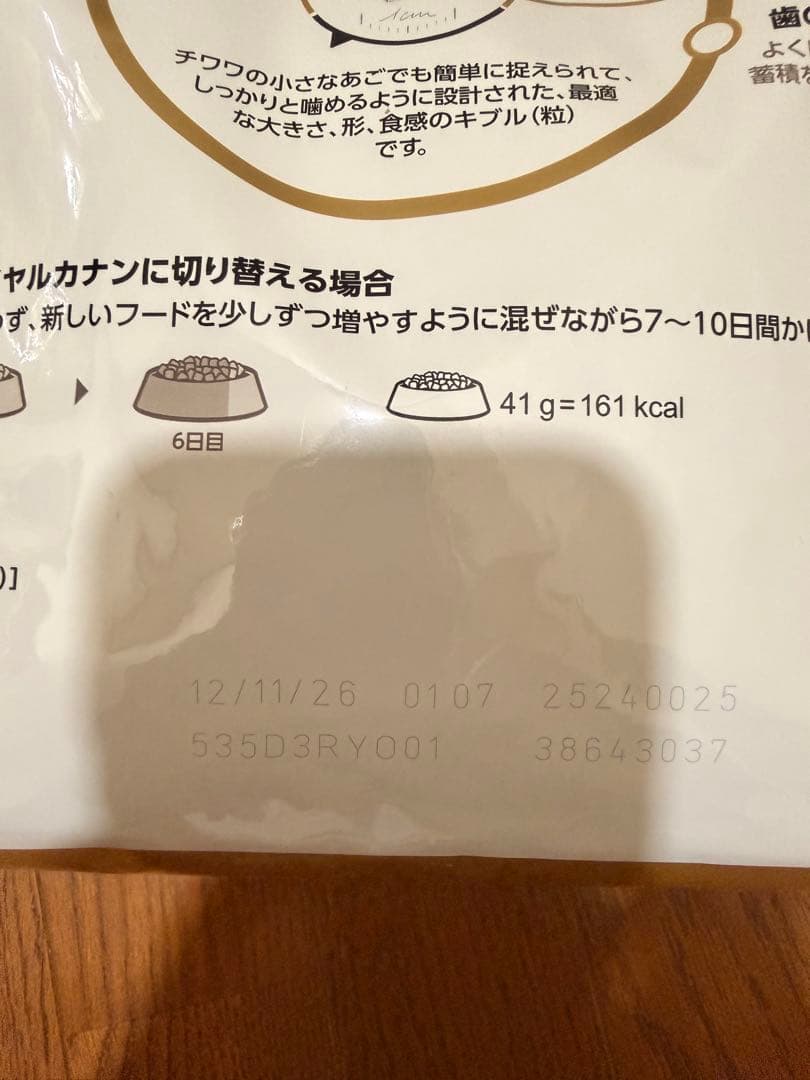 1cm
歯の
よく
蓄積
チワワの小さなあごでも簡単に捉えられて、
しっかりと噛めるように設計された、最適
な大きさ、形、食感のキブル(粒)
です。
ヤルカナンに切り替える場合
ず、新しいフードを少しずつ増やすように混ぜながら7〜10日間か
6日目
41 g=161 kcal
)]
12/11/26 0107 25240025
535D3RYO01 38643037